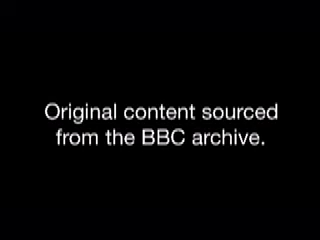 Original content sourced
from the BBC archive.